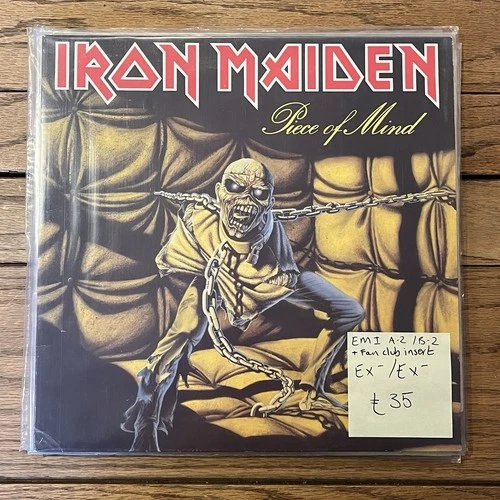 IRON MAIDEN
Piece of Mind
EMI A-2 /B-2
+ Fan club insert
Ex- /Ex-
£35